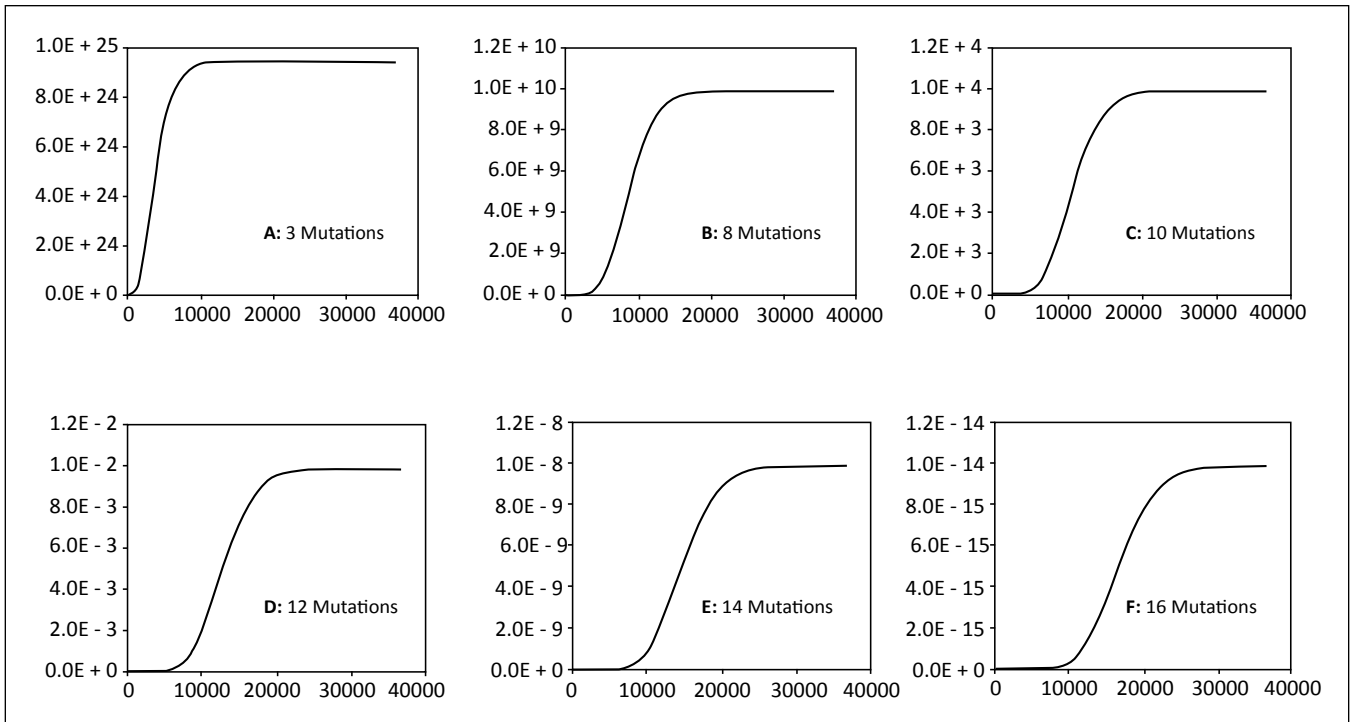 1.0E + 25
8.0E + 24
6.0E + 24
4.0E + 24
2.0E + 24
0.0E + 0
A: 3 Mutations
0 10000 20000 30000 40000
1.2E + 10
1.0E + 10
8.0E + 9
6.0E + 9
4.0E + 9
2.0E + 9
0.0E + 0
B: 8 Mutations
0 10000 20000 30000 40000
1.2E + 4
1.0E + 4
8.0E + 3
6.0E + 3
4.0E + 3
2.0E + 3
0.0E + 0
C: 10 Mutations
0 10000 20000 30000 40000
1.2E - 2
1.0E - 2
8.0E - 3
6.0E - 3
4.0E - 3
2.0E - 3
0.0E + 0
D: 12 Mutations
0 10000 20000 30000 40000
1.2E - 8
1.0E - 8
8.0E - 9
6.0E - 9
4.0E - 9
2.0E - 9
0.0E + 0
E: 14 Mutations
0 10000 20000 30000 40000
1.2E - 14
1.0E - 14
8.0E - 15
6.0E - 15
4.0E - 15
2.0E - 15
0.0E + 0
F: 16 Mutations
0 10000 20000 30000 40000